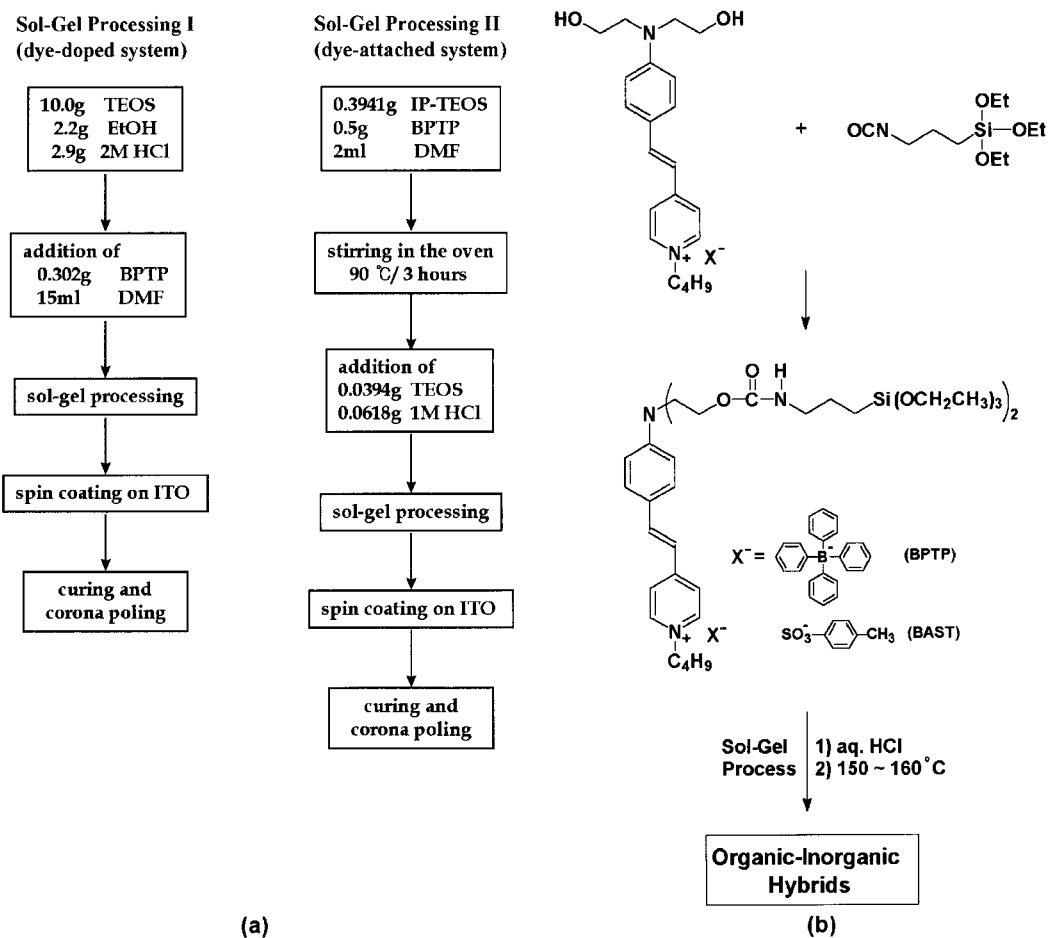 Sol-Gel Processing I
(dye-doped system)
10.0g TEOS
2.2g EtOH
2.9g 2M HCl
addition of
0.302g BPTP
15ml DMF
sol-gel processing
spin coating on ITO
curing and
corona poling
Sol-Gel Processing II
(dye-attached system)
0.3941g IP-TEOS
0.5g BPTP
2ml DMF
stirring in the oven
90 ℃/ 3 hours
addition of
0.0394g TEOS
0.0618g 1M HCl
sol-gel processing
spin coating on ITO
curing and
corona poling
(a)
HO OH
N
N+ X−
C4H9
+
OCN Si OEt
OEt
OEt
O H
N ( O C N Si(OCH2CH3)3 )2
N+ X−
C4H9
X− = B− (BPTP)
SO3− CH3 (BAST)
Sol-Gel 1) aq. HCl
Process 2) 150 ~ 160°C
Organic-Inorganic
Hybrids
(b)